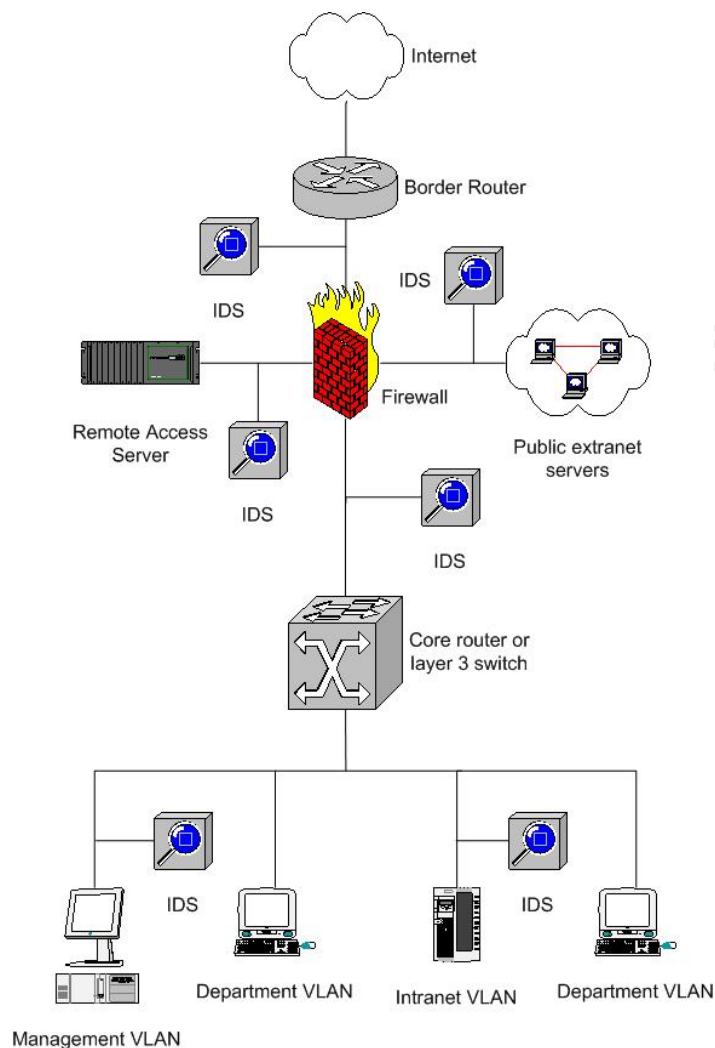 Internet
Border Router
IDS
IDS
Firewall
Remote Access
Server
Public extranet
servers
IDS
IDS
Core router or
layer 3 switch
IDS
IDS
Department VLAN
Intranet VLAN
Department VLAN
Management VLAN